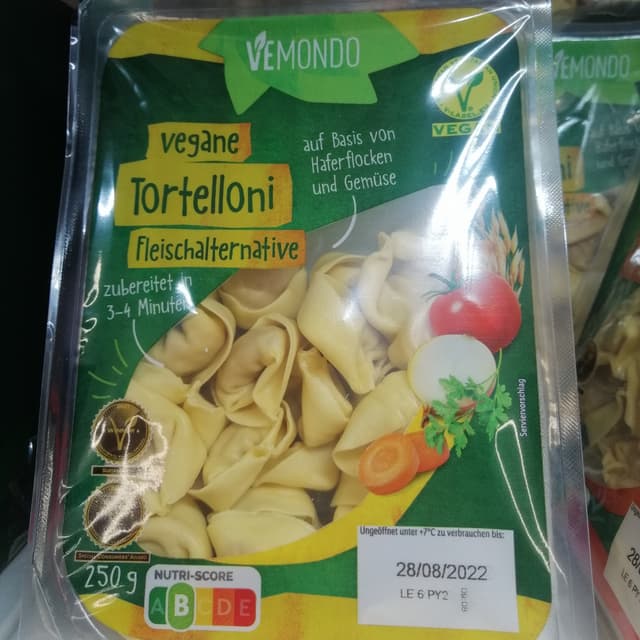 VEMONDO
VEGAN
vegane
Tortelloni
Fleischalternative
auf Basis von
Haferflocken
und Gemüse
zubereitet in
3-4 Minuten
Serviervorschlag
250g
NUTRI-SCORE
A B C D E
Ungeöffnet unter +7°C zu verbrauchen bis:
28/08/2022
LE 6 PY2
VEMONDO